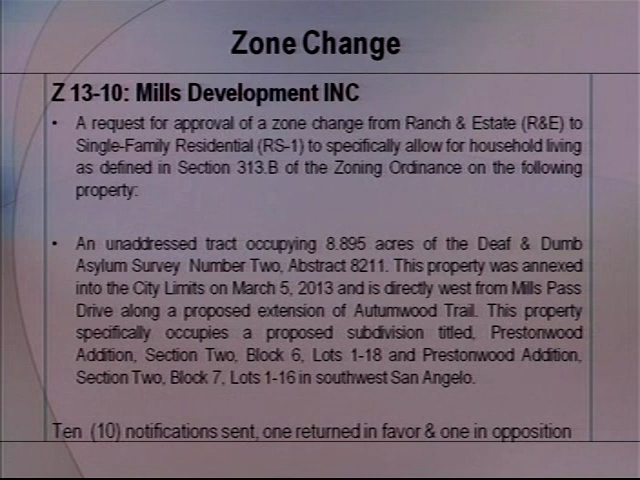 Zone Change
Z 13-10: Mills Development INC
• A request for approval of a zone change from Ranch & Estate (R&E) to
Single-Family Residential (RS-1) to specifically allow for household living
as defined in Section 313.B of the Zoning Ordinance on the following
property:
• An unaddressed tract occupying 8.895 acres of the Deaf & Dumb
Asylum Survey Number Two, Abstract 8211. This property was annexed
into the City Limits on March 5, 2013 and is directly west from Mills Pass
Drive along a proposed extension of Autumwood Trail. This property
specifically occupies a proposed subdivision titled, Prestonwood
Addition, Section Two, Block 6, Lots 1-18 and Prestonwood Addition,
Section Two, Block 7, Lots 1-16 in southwest San Angelo.
Ten (10) notifications sent, one returned in favor & one in opposition